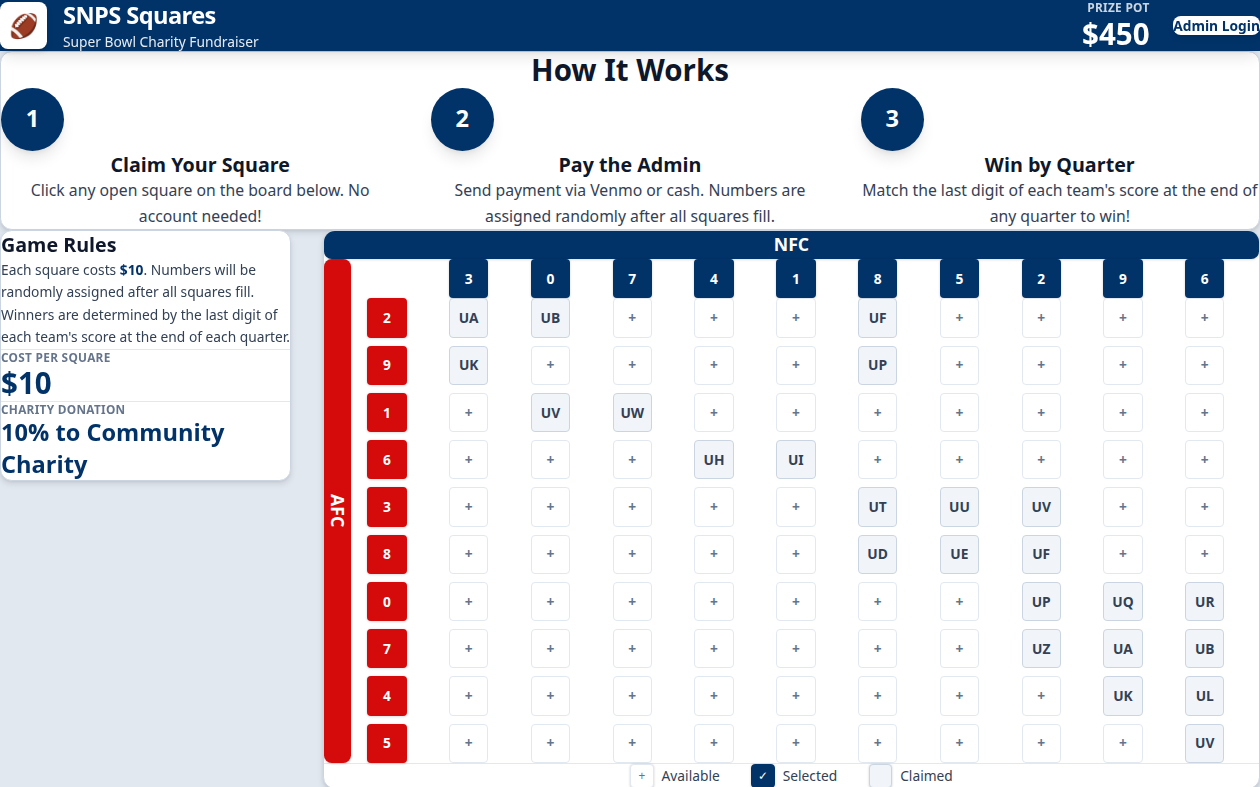 SNPS Squares
Super Bowl Charity Fundraiser
PRIZE POT
$450
Admin Login
How It Works
1
2
3
Claim Your Square
Click any open square on the board below. No
account needed!
Pay the Admin
Send payment via Venmo or cash. Numbers are
assigned randomly after all squares fill.
Win by Quarter
Match the last digit of each team's score at the end of
any quarter to win!
Game Rules
Each square costs $10. Numbers will be
randomly assigned after all squares fill.
Winners are determined by the last digit of
each team's score at the end of each quarter.
COST PER SQUARE
$10
CHARITY DONATION
10% to Community
Charity
NFC
AFC
3 0 7 4 1 8 5 2 9 6
2 UA UB + + + UF + + + +
9 UK + + + + UP + + + +
1 + UV UW + + + + + + +
6 + + + UH UI + + + + +
3 + + + + + UT UU UV + +
8 + + + + + UD UE UF + +
0 + + + + + + + UP UQ UR
7 + + + + + + + UZ UA UB
4 + + + + + + + + UK UL
5 + + + + + + + + + UV
+ Available ✓ Selected Claimed